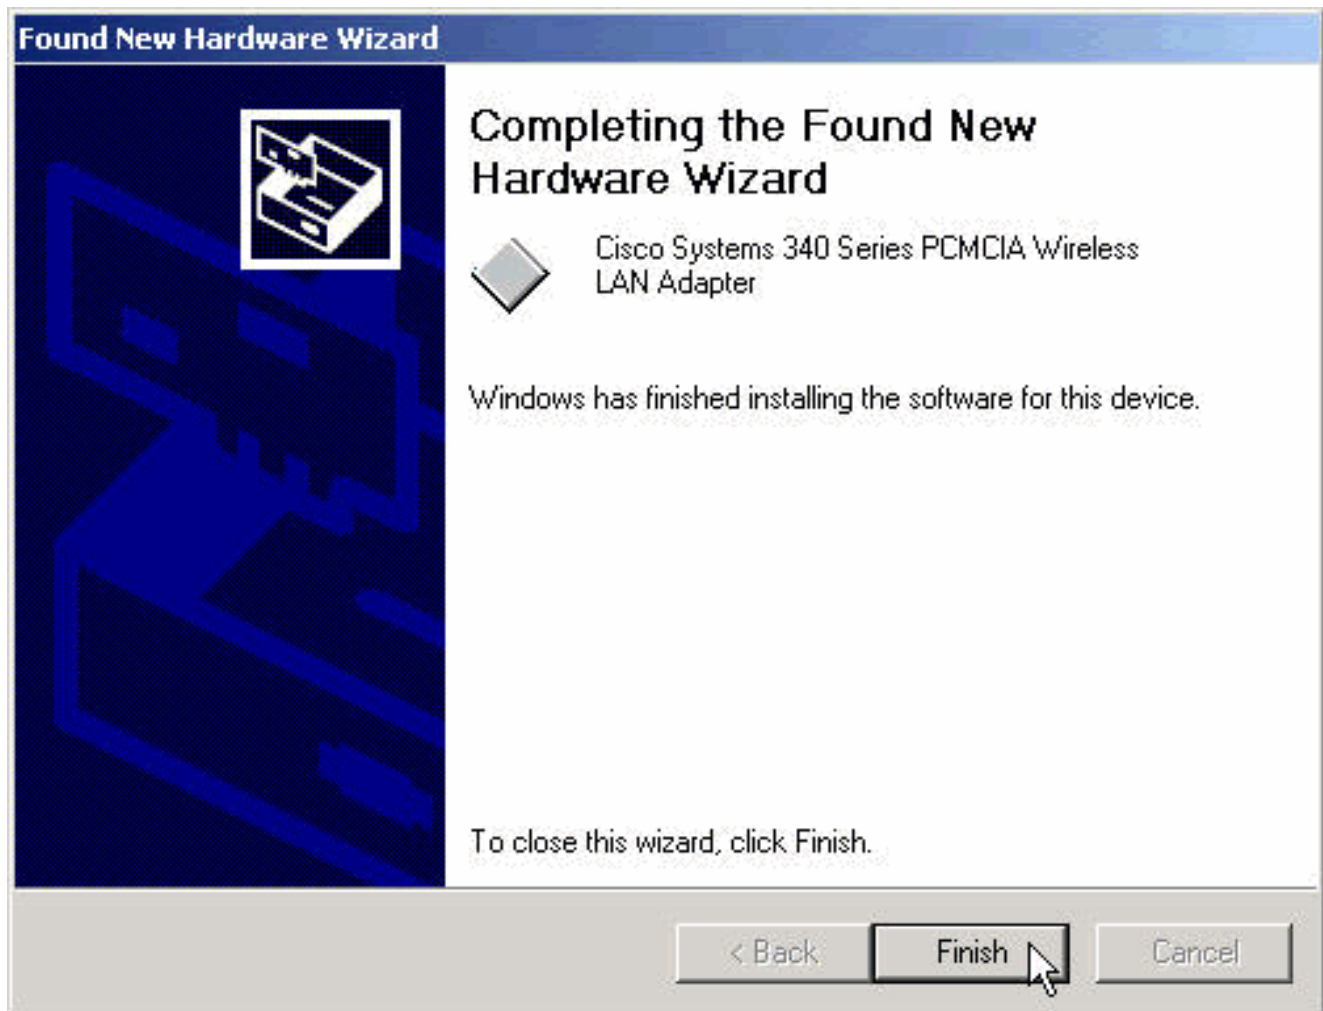 Found New Hardware Wizard
Completing the Found New
Hardware Wizard
Cisco Systems 340 Series PCMCIA Wireless
LAN Adapter
Windows has finished installing the software for this device.
To close this wizard, click Finish.
< Back
Finish
Cancel